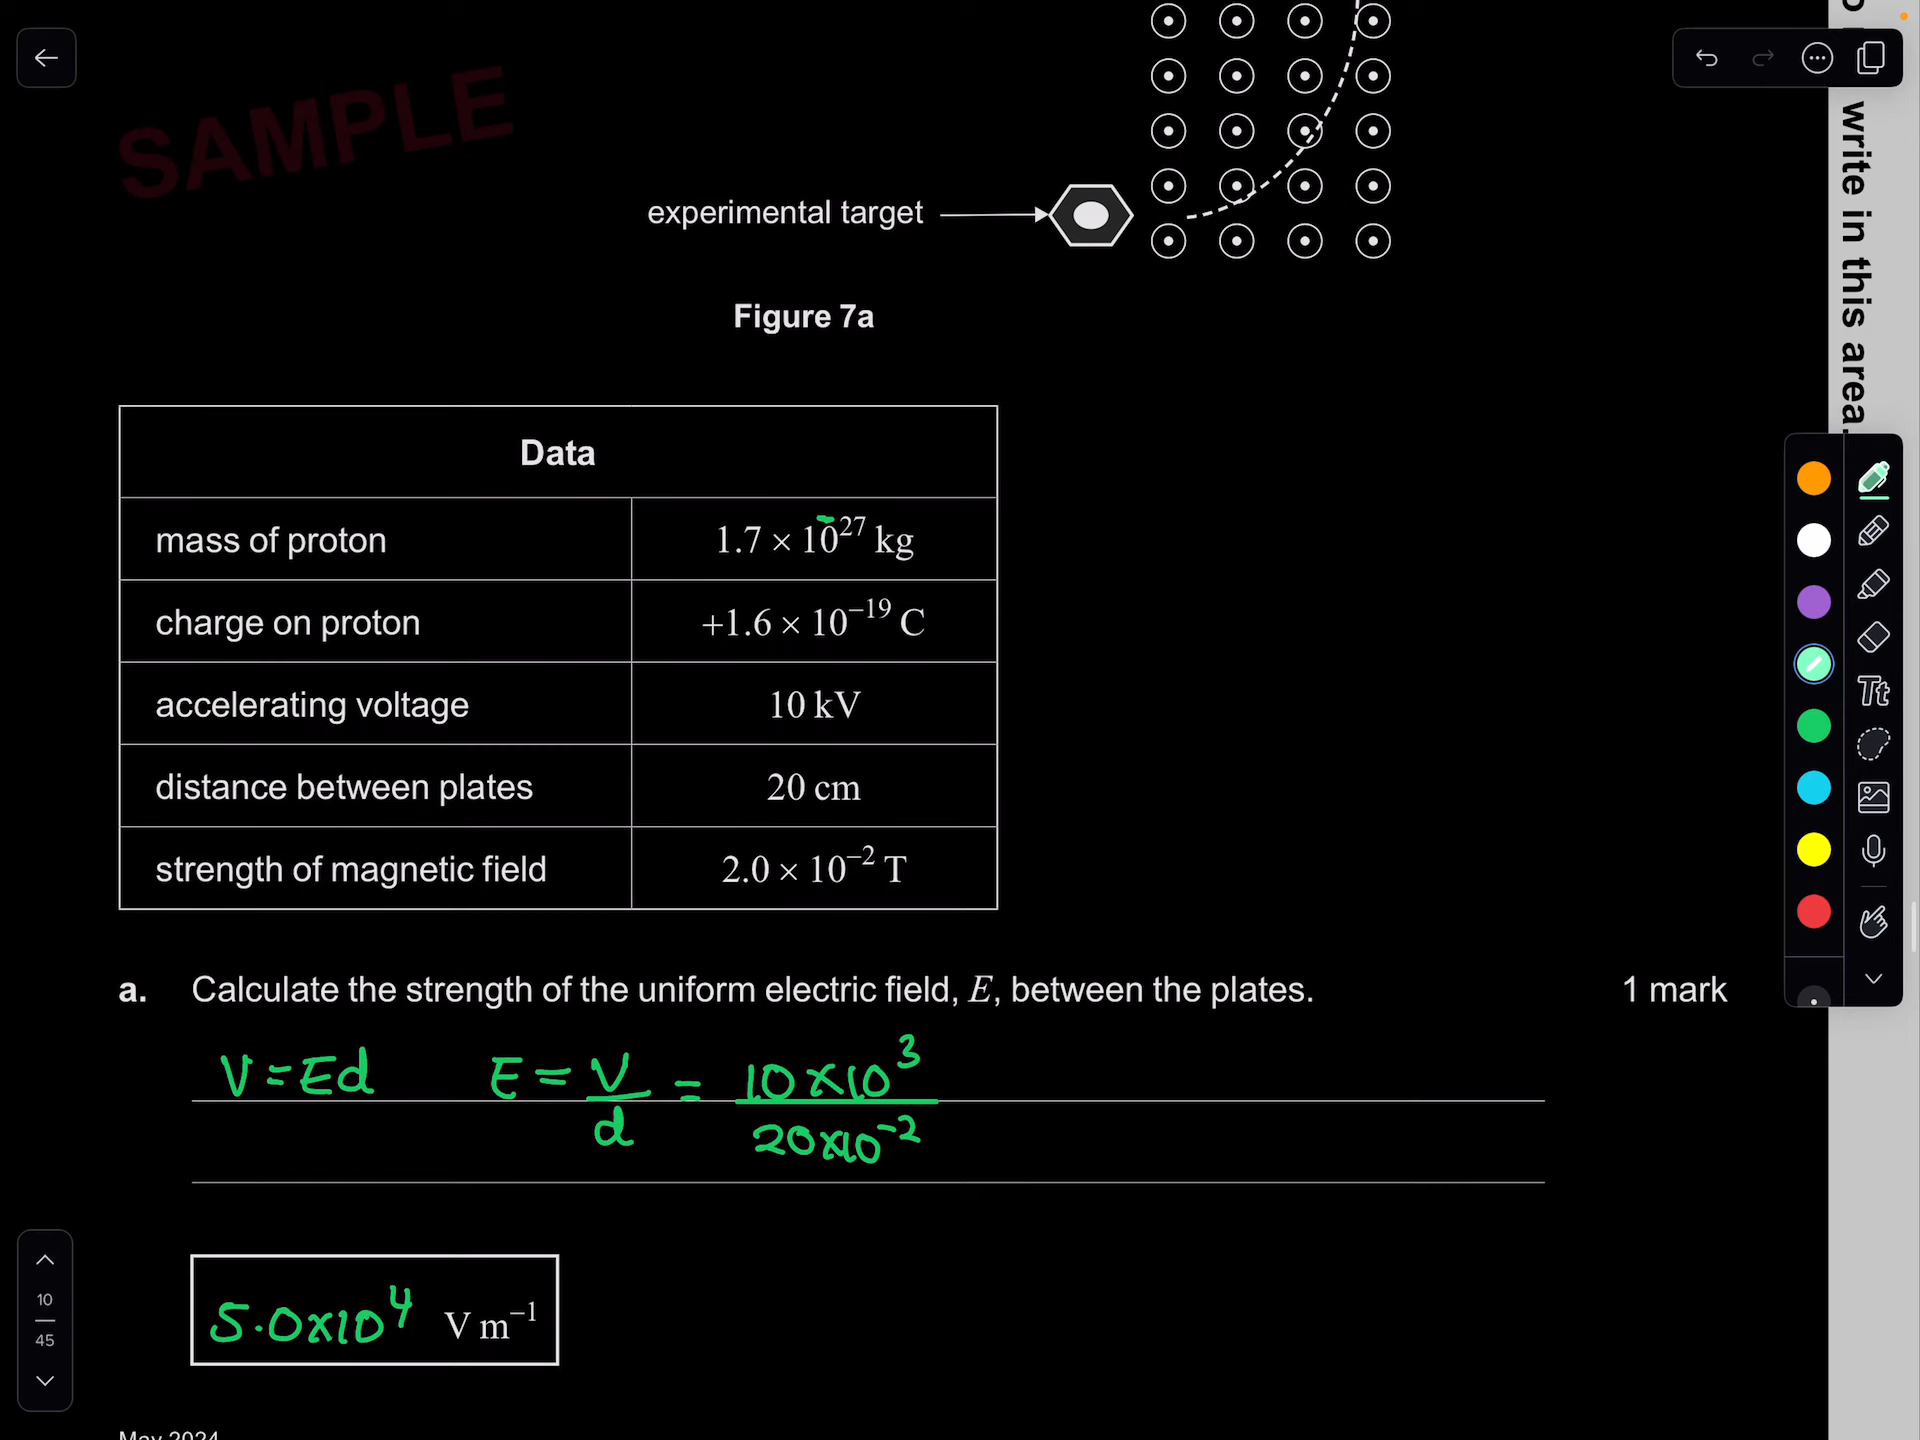 SAMPLE
write in this area.
experimental target
Figure 7a
Data
mass of proton 1.7 × 10⁻²⁷ kg
charge on proton +1.6 × 10⁻¹⁹ C
accelerating voltage 10 kV
distance between plates 20 cm
strength of magnetic field 2.0 × 10⁻² T
a. Calculate the strength of the uniform electric field, E, between the plates. 1 mark
V = Ed E = V/d = 10×10³/20×10⁻²
5.0×10⁴ V m⁻¹
Tt
10
45